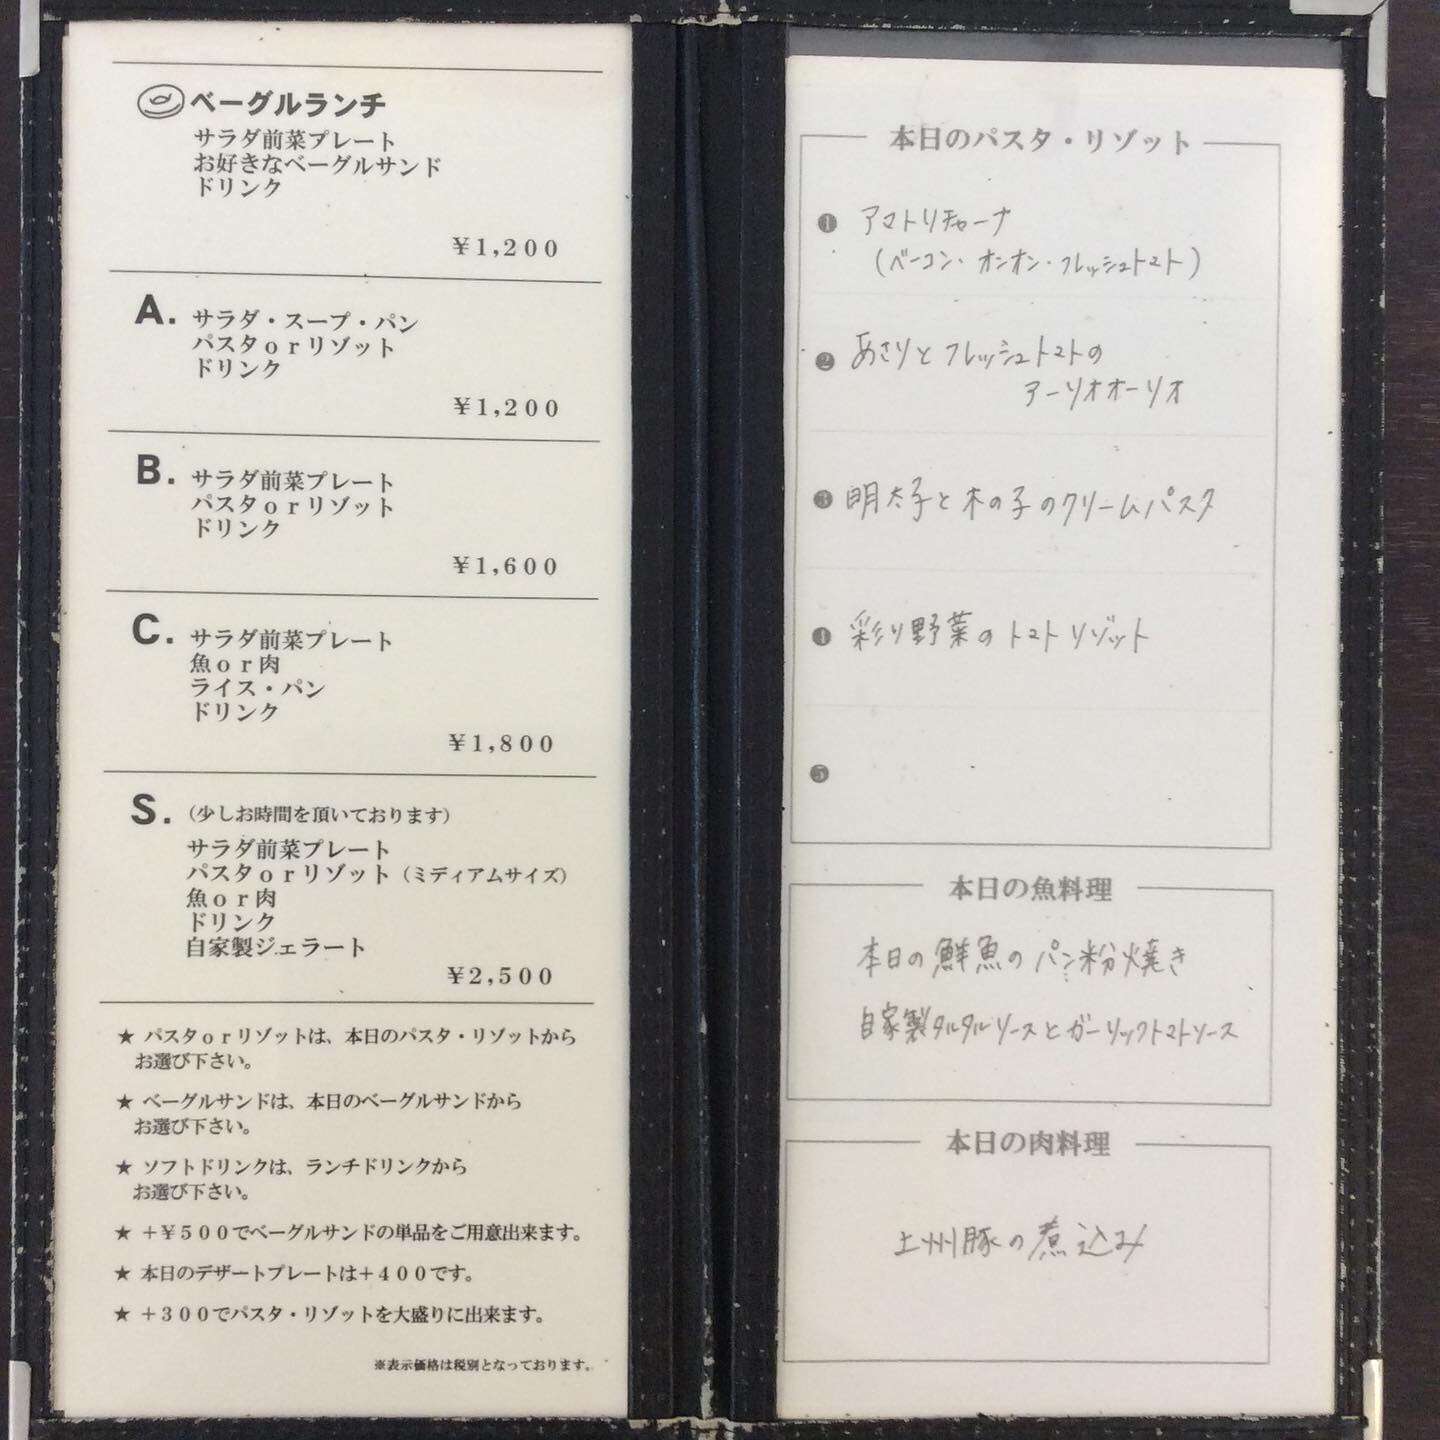 ベーグルランチ
サラダ前菜プレート
お好きなベーグルサンド
ドリンク
¥1,200
A.
サラダ・スープ・パン
パスタorリゾット
ドリンク
¥1,200
B.
サラダ前菜プレート
パスタorリゾット
ドリンク
¥1,600
C.
サラダ前菜プレート
魚or肉
ライス・パン
ドリンク
¥1,800
S.（少しお時間を頂いております）
サラダ前菜プレート
パスタorリゾット（ミディアムサイズ）
魚or肉
ドリンク
自家製ジェラート
¥2,500
★ パスタorリゾットは、本日のパスタ・リゾットから
お選び下さい。
★ ベーグルサンドは、本日のベーグルサンドから
お選び下さい。
★ ソフトドリンクは、ランチドリンクから
お選び下さい。
★ +¥500でベーグルサンドの単品をご用意出来ます。
★ 本日のデザートプレートは+400です。
★ +300でパスタ・リゾットを大盛りに出来ます。
※表示価格は税別となっております。
本日のパスタ・リゾット
❶ アマトリチャーナ
(ベーコン・オニオン・フレッシュトマト)
❷ あさりとフレッシュトマトの
アーリオオーリオ
❸ 明太子と木の子のクリームパスタ
❹ 彩り野菜のトマトリゾット
❺
本日の魚料理
本日の鮮魚のパン粉焼き
自家製タルタルソースとガーリックトマトソース
本日の肉料理
上州豚の煮込み